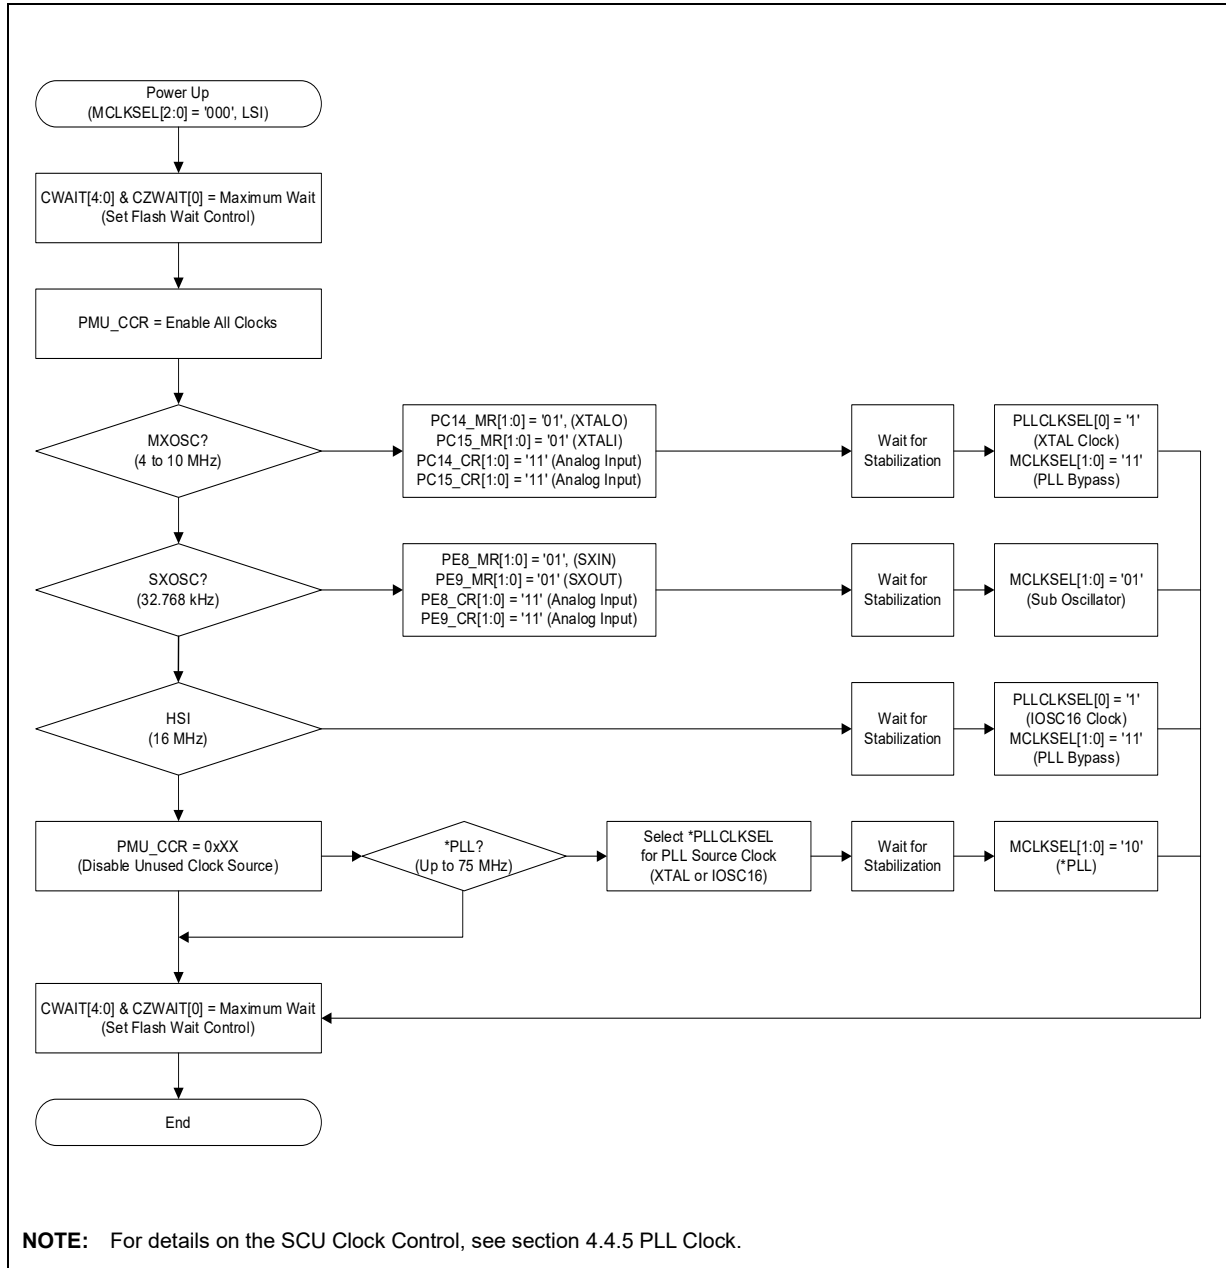 Power Up
(MCLKSEL[2:0] = '000', LSI)
CWAIT[4:0] & CZWAIT[0] = Maximum Wait
(Set Flash Wait Control)
PMU_CCR = Enable All Clocks
MXOSC?
(4 to 10 MHz)
PC14_MR[1:0] = '01', (XTALO)
PC15_MR[1:0] = '01' (XTALI)
PC14_CR[1:0] = '11' (Analog Input)
PC15_CR[1:0] = '11' (Analog Input)
Wait for
Stabilization
PLLCLKSEL[0] = '1'
(XTAL Clock)
MCLKSEL[1:0] = '11'
(PLL Bypass)
SXOSC?
(32.768 kHz)
PE8_MR[1:0] = '01', (SXIN)
PE9_MR[1:0] = '01' (SXOUT)
PE8_CR[1:0] = '11' (Analog Input)
PE9_CR[1:0] = '11' (Analog Input)
Wait for
Stabilization
MCLKSEL[1:0] = '01'
(Sub Oscillator)
HSI
(16 MHz)
Wait for
Stabilization
PLLCLKSEL[0] = '1'
(IOSC16 Clock)
MCLKSEL[1:0] = '11'
(PLL Bypass)
PMU_CCR = 0xXX
(Disable Unused Clock Source)
*PLL?
(Up to 75 MHz)
Select *PLLCLKSEL
for PLL Source Clock
(XTAL or IOSC16)
Wait for
Stabilization
MCLKSEL[1:0] = '10'
(*PLL)
CWAIT[4:0] & CZWAIT[0] = Maximum Wait
(Set Flash Wait Control)
End
NOTE: For details on the SCU Clock Control, see section 4.4.5 PLL Clock.